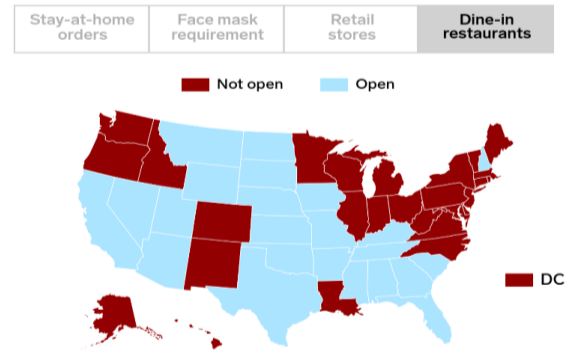 Stay-at-home
orders
Face mask
requirement
Retail
stores
Dine-in
restaurants
Not open
Open
DC